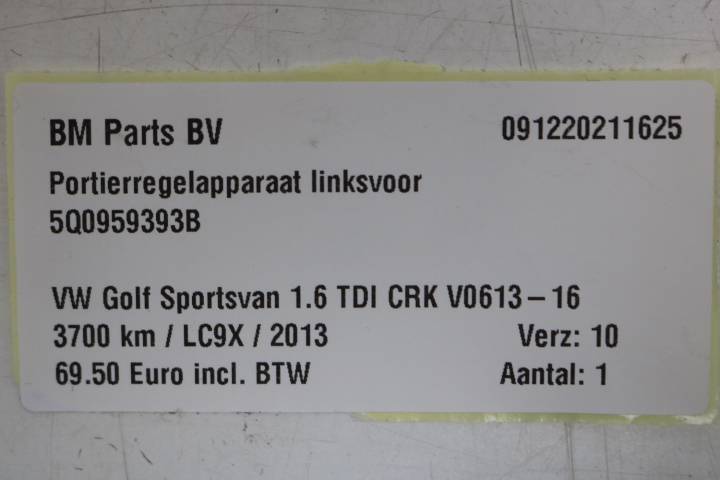 BM Parts BV 091220211625
Portierregelapparaat linksvoor
5Q0959393B
VW Golf Sportsvan 1.6 TDI CRK V0613-16
3700 km / LC9X / 2013 Verz: 10
69.50 Euro incl. BTW Aantal: 1